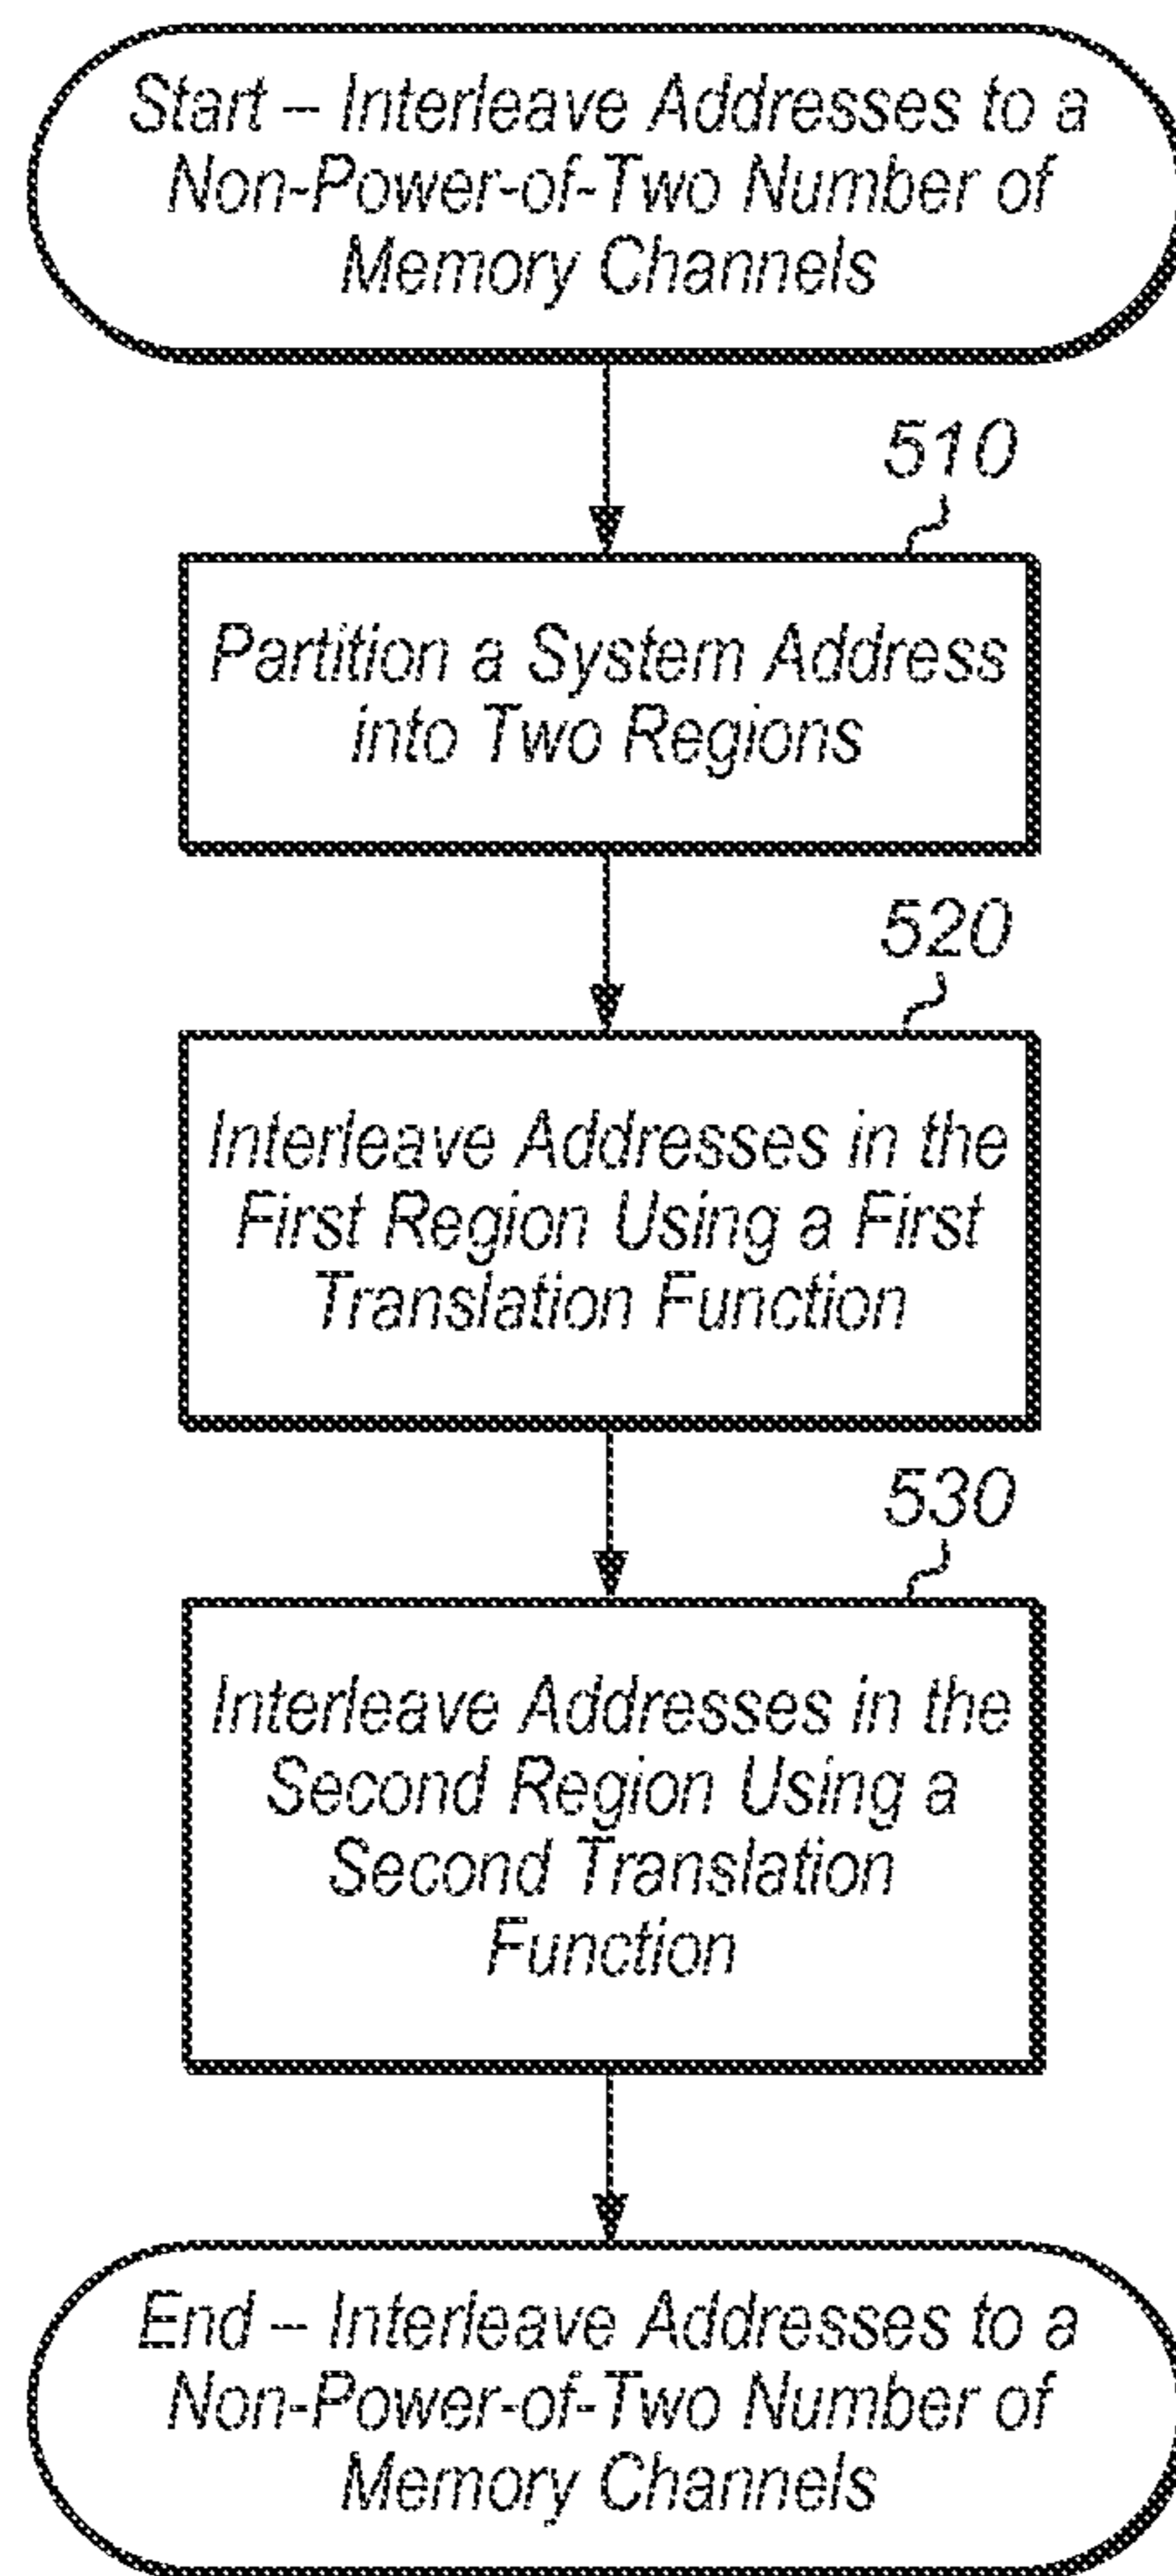 Start – Interleave Addresses to a
Non-Power-of-Two Number of
Memory Channels
510
Partition a System Address
into Two Regions
520
Interleave Addresses in the
First Region Using a First
Translation Function
530
Interleave Addresses in the
Second Region Using a
Second Translation
Function
End – Interleave Addresses to a
Non-Power-of-Two Number of
Memory Channels